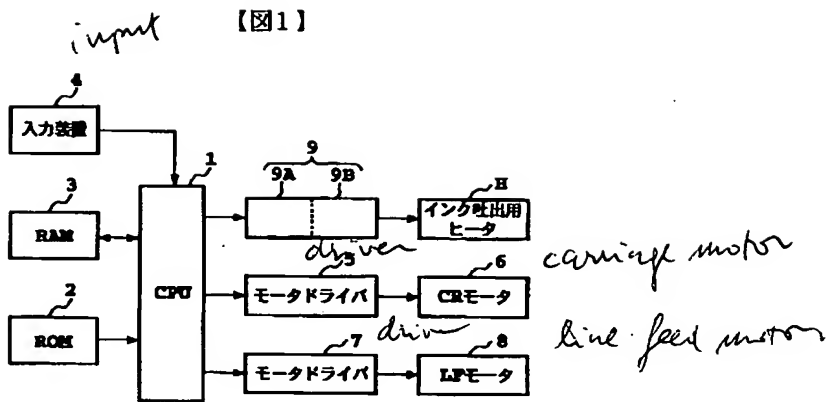 【図1】
input
4
入力装置
1
9
9A 9B
H
インク吐出用
ヒータ
3
RAM
driver
5
6
carriage motor
CPU
モータドライバ
CRモータ
2
ROM
driv
7
8
line feed motor
モータドライバ
LFモータ